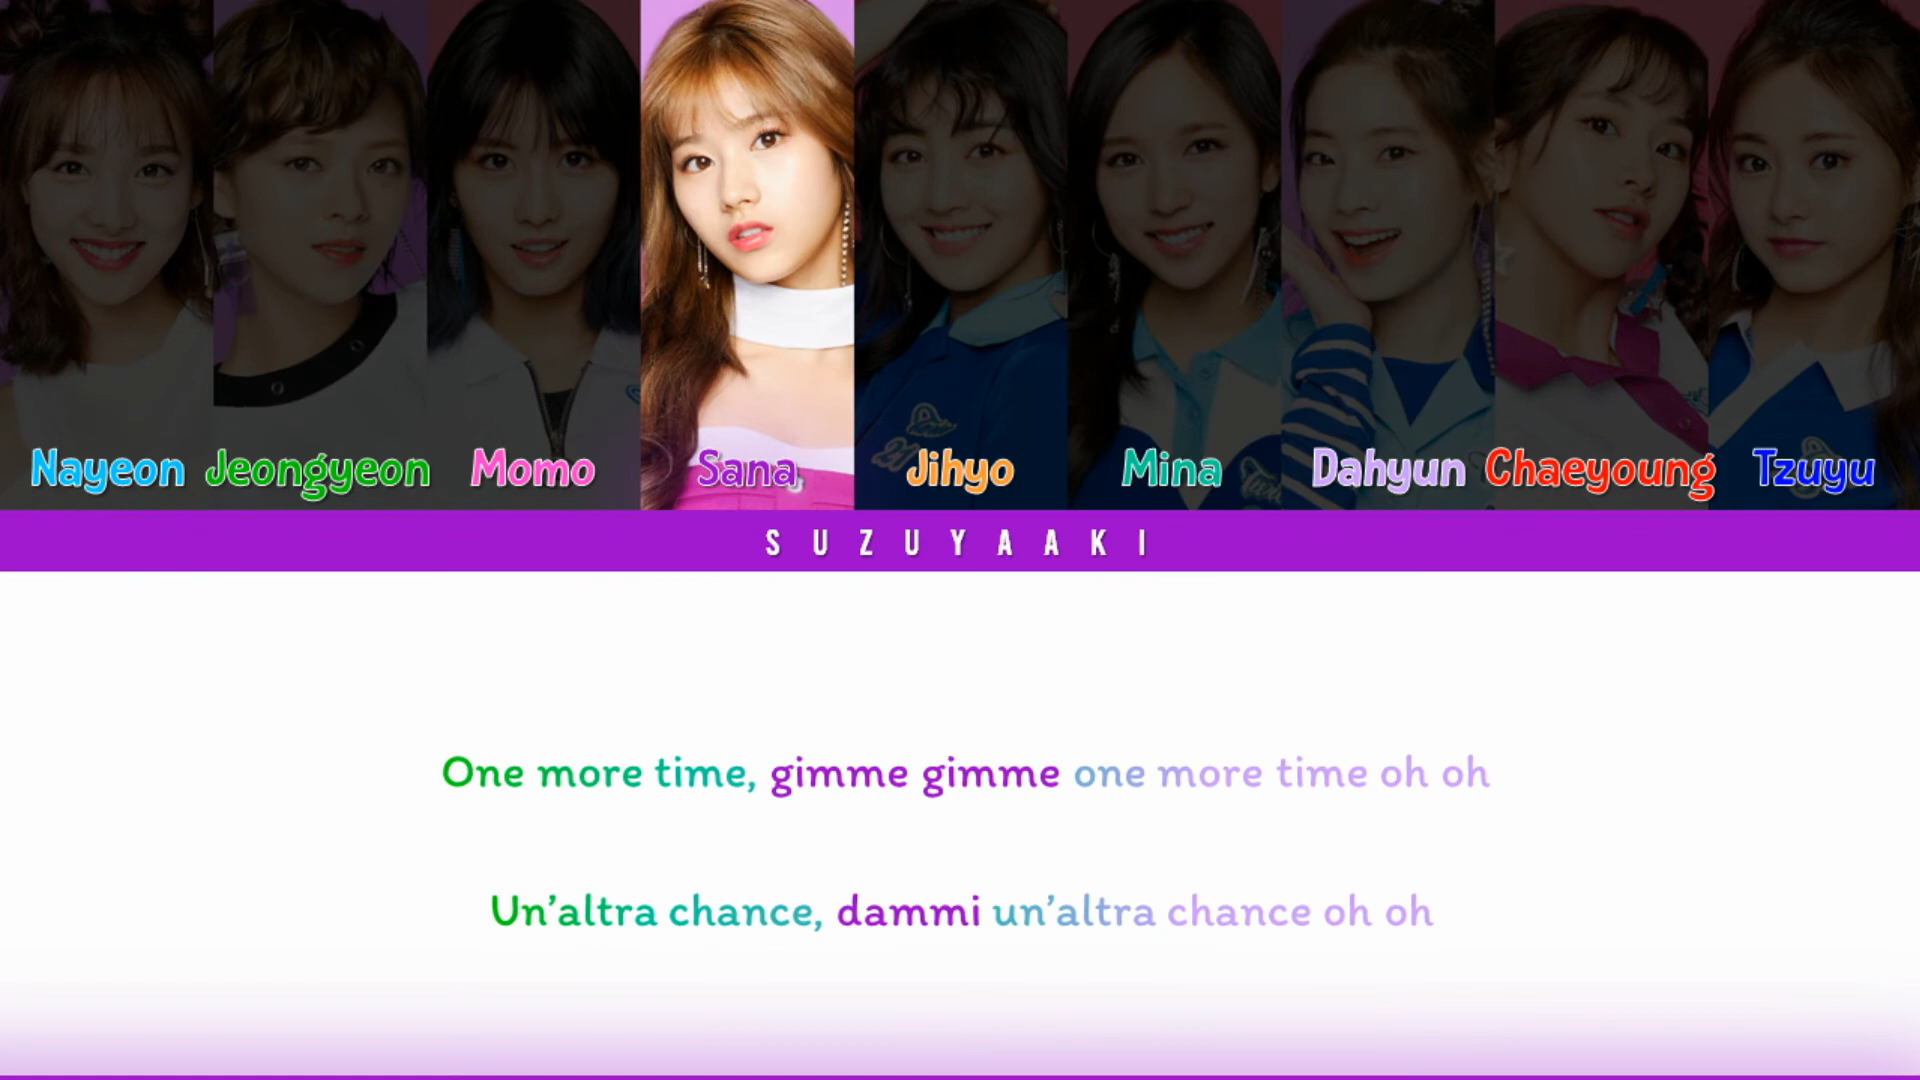 Nayeon Jeongyeon Momo Sana Jihyo Mina Dahyun Chaeyoung Tzuyu
SUZUYAAKI
One more time, gimme gimme one more time oh oh
Un’altra chance, dammi un’altra chance oh oh